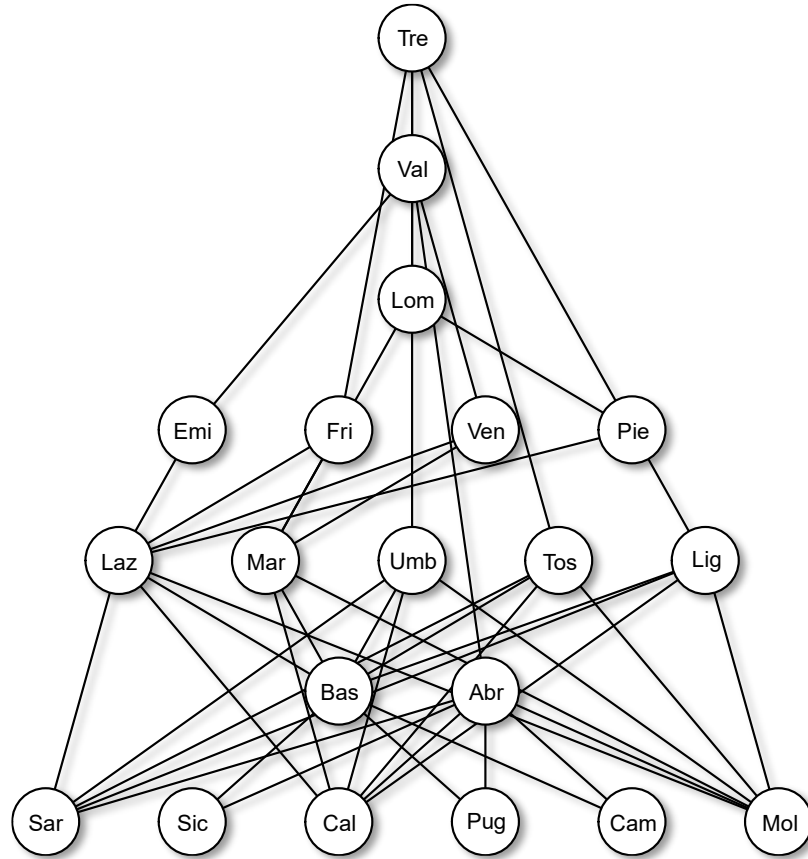 Tre
Val
Lom
Emi Fri Ven Pie
Laz Mar Umb Tos Lig
Bas Abr
Sar Sic Cal Pug Cam Mol